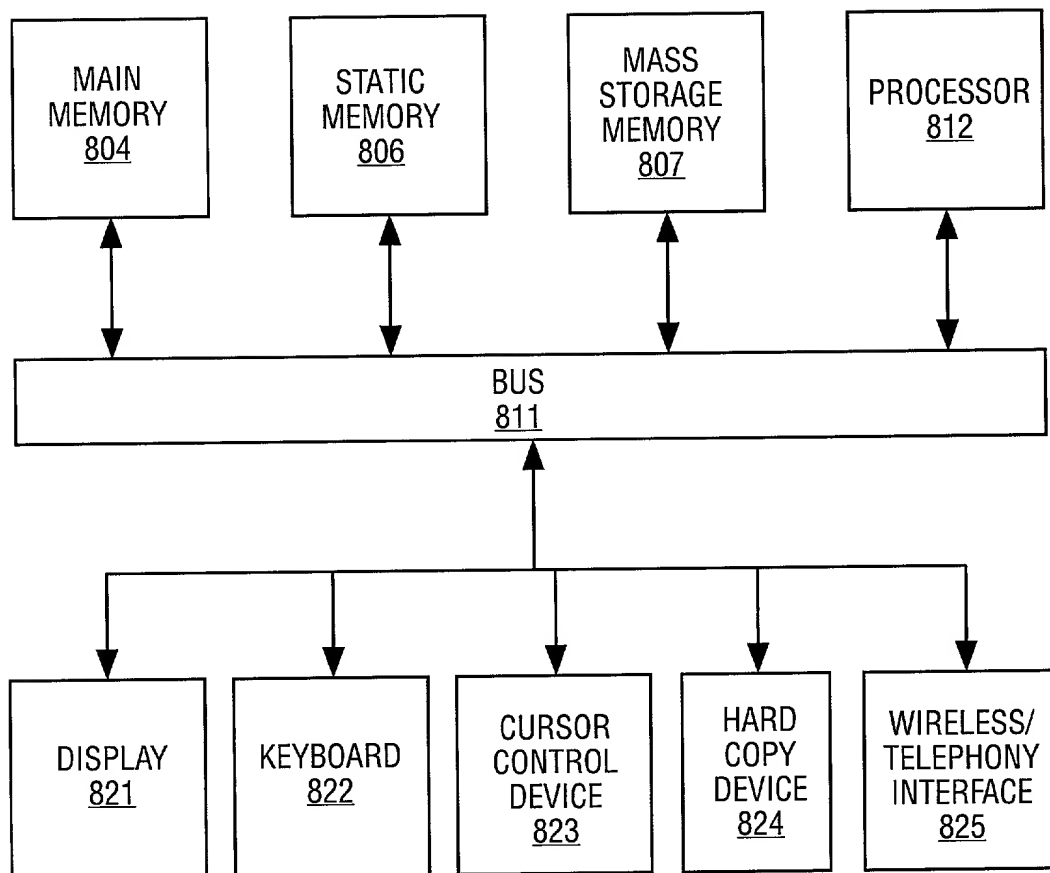 MAIN
MEMORY
804
STATIC
MEMORY
806
MASS
STORAGE
MEMORY
807
PROCESSOR
812
BUS
811
DISPLAY
821
KEYBOARD
822
CURSOR
CONTROL
DEVICE
823
HARD
COPY
DEVICE
824
WIRELESS/
TELEPHONY
INTERFACE
825